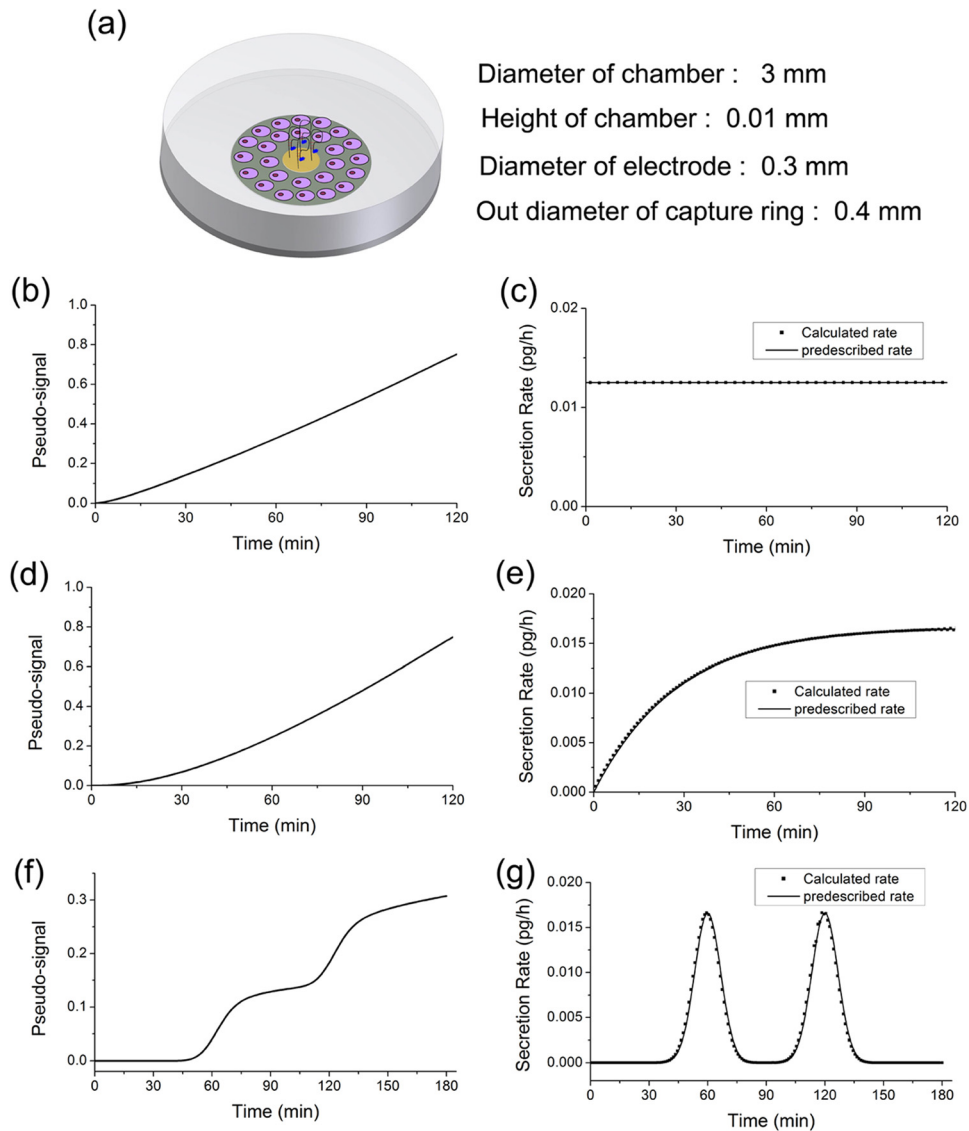 (a)
Diameter of chamber : 3 mm
Height of chamber : 0.01 mm
Diameter of electrode : 0.3 mm
Out diameter of capture ring : 0.4 mm
(b)
1.0
0.8
0.6
0.4
0.2
0.0
Pseudo-signal
0 30 60 90 120
Time (min)
(c)
0.02
0.01
0.00
Secretion Rate (pg/h)
Calculated rate
predescribed rate
0 30 60 90 120
Time (min)
(d)
1.0
0.8
0.6
0.4
0.2
0.0
Pseudo-signal
0 30 60 90 120
Time (min)
(e)
0.020
0.015
0.010
0.005
0.000
Secretion Rate (pg/h)
Calculated rate
predescribed rate
0 30 60 90 120
Time (min)
(f)
0.3
0.2
0.1
0.0
Pseudo-signal
0 30 60 90 120 150 180
Time (min)
(g)
0.020
0.015
0.010
0.005
0.000
Secretion Rate (pg/h)
Calculated rate
predescribed rate
0 30 60 90 120 150 180
Time (min)